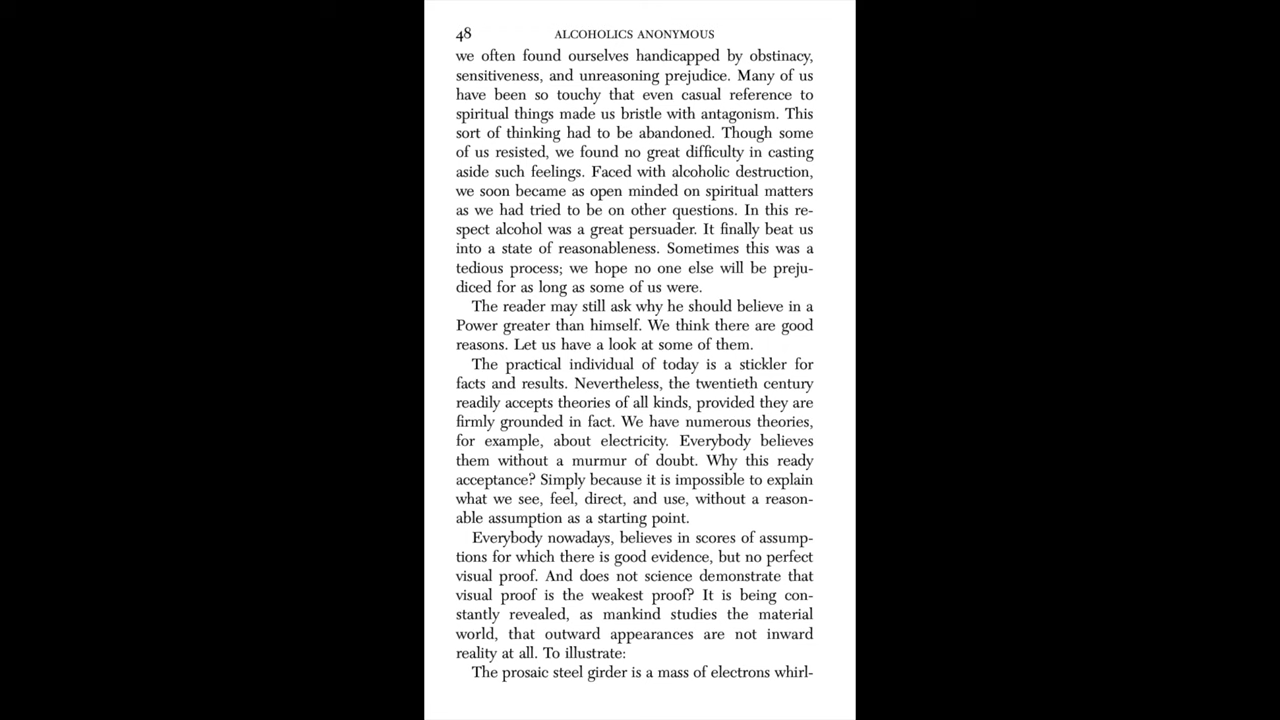 48 ALCOHOLICS ANONYMOUS
we often found ourselves handicapped by obstinacy,
sensitiveness, and unreasoning prejudice. Many of us
have been so touchy that even casual reference to
spiritual things made us bristle with antagonism. This
sort of thinking had to be abandoned. Though some
of us resisted, we found no great difficulty in casting
aside such feelings. Faced with alcoholic destruction,
we soon became as open minded on spiritual matters
as we had tried to be on other questions. In this re-
spect alcohol was a great persuader. It finally beat us
into a state of reasonableness. Sometimes this was a
tedious process; we hope no one else will be preju-
diced for as long as some of us were.
The reader may still ask why he should believe in a
Power greater than himself. We think there are good
reasons. Let us have a look at some of them.
The practical individual of today is a stickler for
facts and results. Nevertheless, the twentieth century
readily accepts theories of all kinds, provided they are
firmly grounded in fact. We have numerous theories,
for example, about electricity. Everybody believes
them without a murmur of doubt. Why this ready
acceptance? Simply because it is impossible to explain
what we see, feel, direct, and use, without a reason-
able assumption as a starting point.
Everybody nowadays, believes in scores of assump-
tions for which there is good evidence, but no perfect
visual proof. And does not science demonstrate that
visual proof is the weakest proof? It is being con-
stantly revealed, as mankind studies the material
world, that outward appearances are not inward
reality at all. To illustrate:
The prosaic steel girder is a mass of electrons whirl-